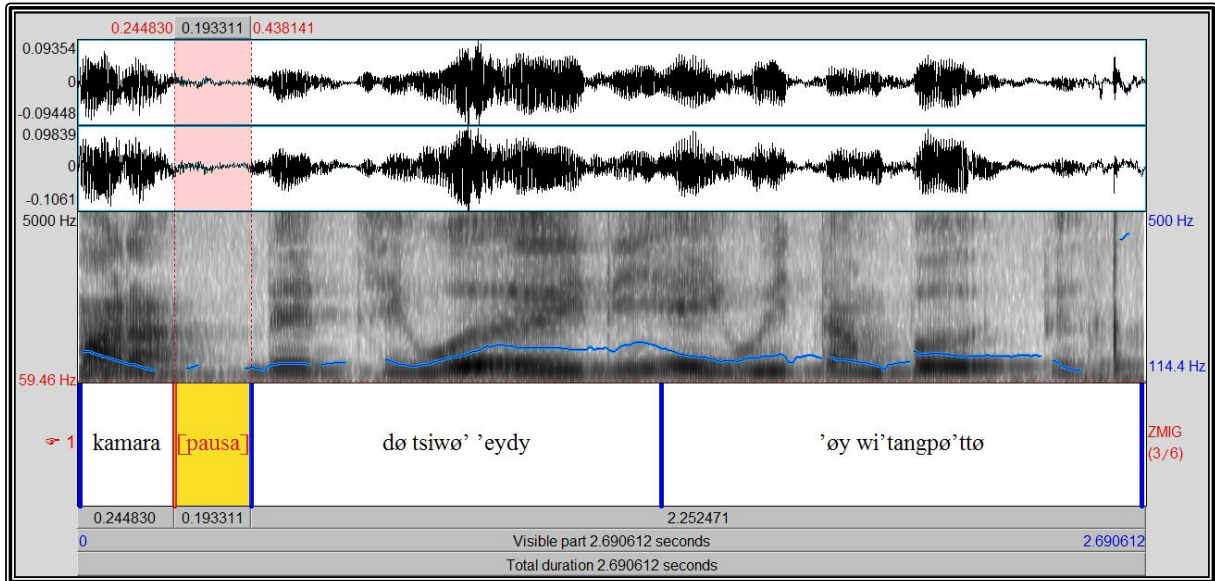 0.244830 0.193311 0.438141
0.09354
0
-0.09448
0.09839
0
-0.1061
5000 Hz 500 Hz
59.46 Hz 114.4 Hz
☞ 1 kamara [pausa] dø tsiwø’ ’eydy ’øy wi’tangpø’ttø ZMIG
(3/6)
0.244830 0.193311 2.252471
0 Visible part 2.690612 seconds 2.690612
Total duration 2.690612 seconds